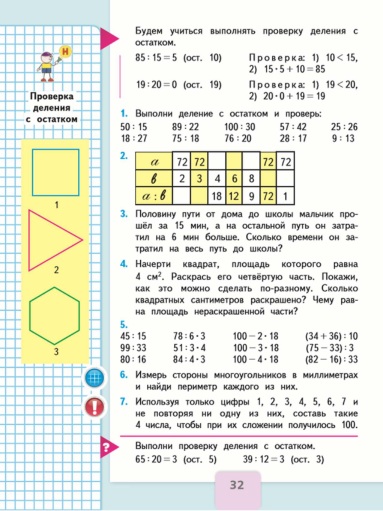 Н
Проверка
деления
с остатком
1
2
3
Будем учиться выполнять проверку деления с
остатком.
85 : 15 = 5 (ост. 10) Проверка: 1) 10 < 15,
2) 15 · 5 + 10 = 85
19 : 20 = 0 (ост. 19) Проверка: 1) 19 < 20,
2) 20 · 0 + 19 = 19
1. Выполни деление с остатком и проверь:
50 : 15 89 : 22 100 : 30 57 : 42 25 : 26
18 : 27 75 : 18 76 : 20 28 : 17 9 : 13
2.
a 72 72 72 72
в 2 3 4 6 8
a : в 18 12 9 72 1
3. Половину пути от дома до школы мальчик про-
шёл за 15 мин, а на остальной путь он затра-
тил на 6 мин больше. Сколько времени он за-
тратил на весь путь до школы?
4. Начерти квадрат, площадь которого равна
4 см². Раскрась его четвёртую часть. Покажи,
как это можно сделать по-разному. Сколько
квадратных сантиметров раскрашено? Чему рав-
на площадь нераскрашенной части?
5.
45 : 15 78 : 6 · 3 100 − 2 · 18 (34 + 36) : 10
99 : 33 51 : 3 · 4 100 − 3 · 18 (75 − 33) : 3
80 : 16 84 : 4 · 3 100 − 4 · 18 (82 − 16) : 33
6. Измерь стороны многоугольников в миллиметрах
и найди периметр каждого из них.
7. Используя только цифры 1, 2, 3, 4, 5, 6, 7 и
не повторяя ни одну из них, составь такие
4 числа, чтобы при их сложении получилось 100.
?
Выполни проверку деления с остатком.
65 : 20 = 3 (ост. 5) 39 : 12 = 3 (ост. 3)
32